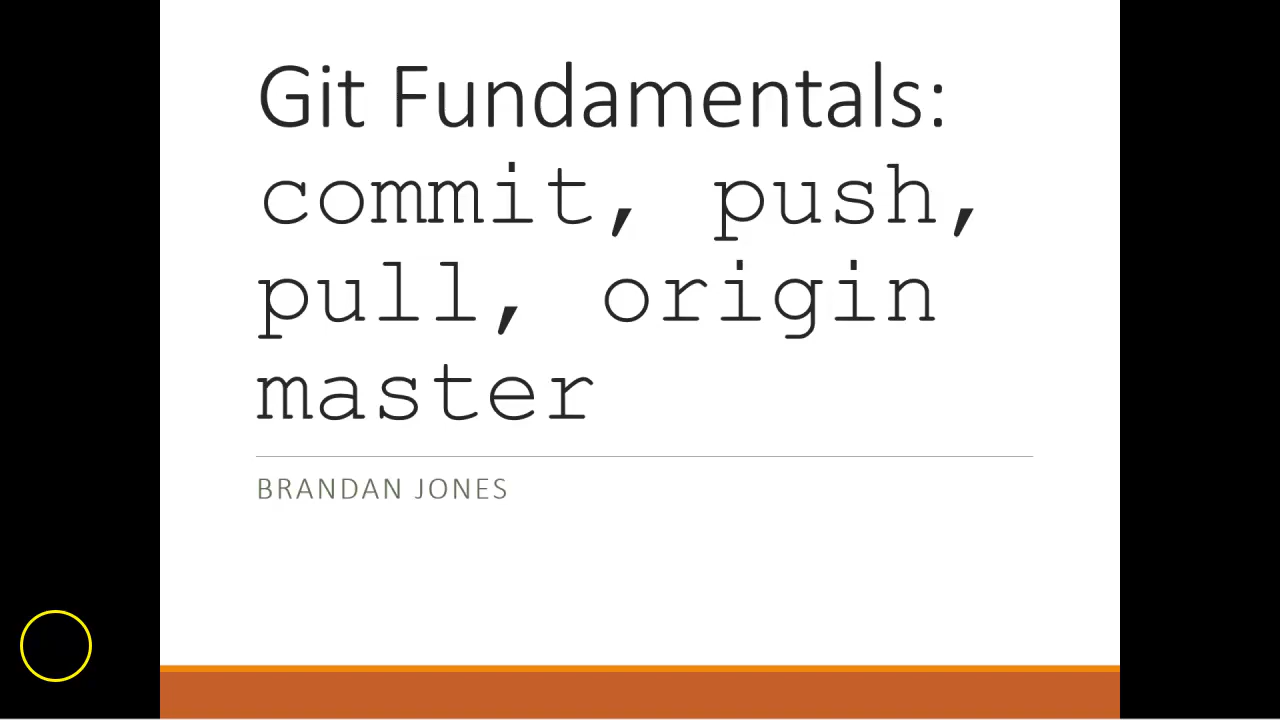 Git Fundamentals:
commit, push,
pull, origin
master
BRANDAN JONES